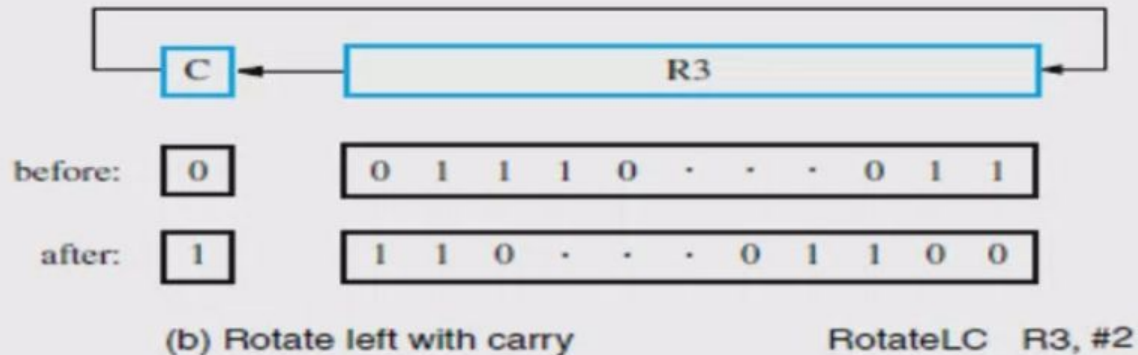 C R3
before: 0 0 1 1 1 0 · · · 0 1 1
after: 1 1 1 0 · · · 0 1 1 0 0
(b) Rotate left with carry RotateLC R3, #2